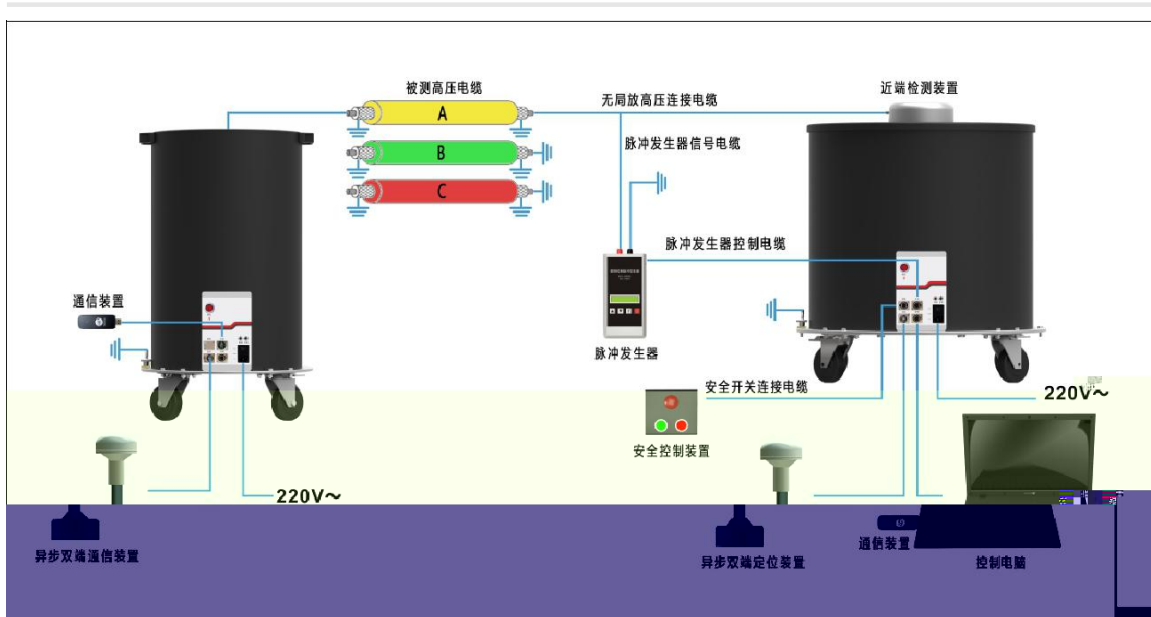 被测高压电缆
近端检测装置
A
无局放高压连接电缆
脉冲发生器信号电缆
B
C
脉冲发生器控制电缆
通信装置
脉冲发生器
安全开关连接电缆
220V～
安全控制装置
220V～
异步双端通信装置
异步双端定位装置
通信装置
控制电脑